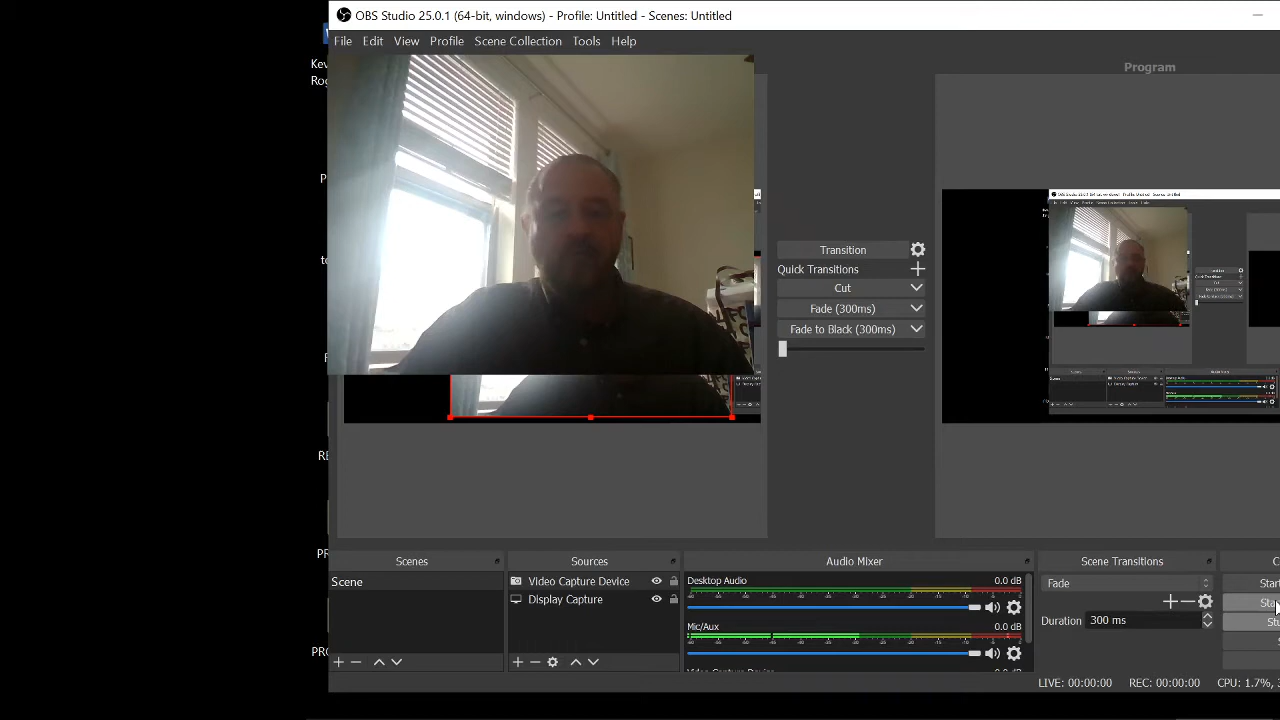 OBS Studio 25.0.1 (64-bit, windows) - Profile: Untitled - Scenes: Untitled
File Edit View Profile Scene Collection Tools Help
Program
Transition
Quick Transitions
Cut
Fade (300ms)
Fade to Black (300ms)
Scenes
Sources
Audio Mixer
Scene Transitions
Scene
Video Capture Device
Display Capture
Desktop Audio 0.0 dB
Mic/Aux 0.0 dB
Fade
Duration 300 ms
LIVE: 00:00:00 REC: 00:00:00 CPU: 1.7%,